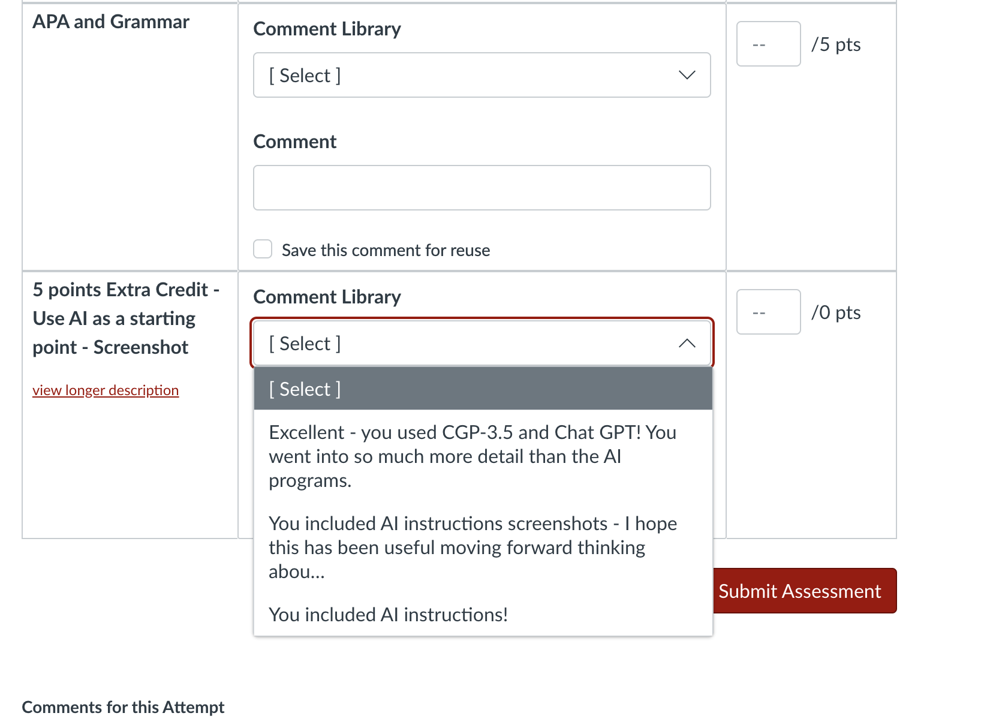 APA and Grammar
Comment Library
[ Select ]
-- /5 pts
Comment
Save this comment for reuse
5 points Extra Credit -
Use AI as a starting
point - Screenshot
view longer description
Comment Library
[ Select ]
-- /0 pts
[ Select ]
Excellent - you used CGP-3.5 and Chat GPT! You
went into so much more detail than the AI
programs.
You included AI instructions screenshots - I hope
this has been useful moving forward thinking
abou...
You included AI instructions!
Submit Assessment
Comments for this Attempt